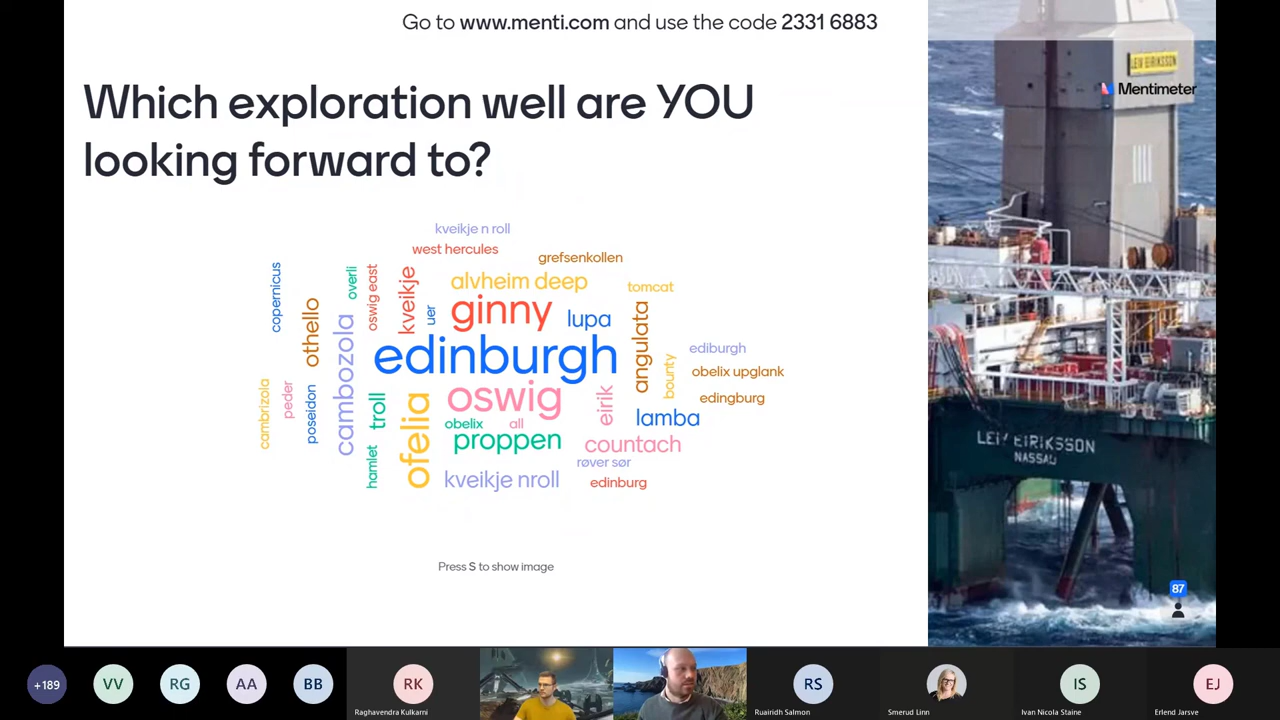 Go to www.menti.com and use the code 2331 6883
Which exploration well are YOU
looking forward to?
LEIV EIRIKSSON
Mentimeter
kveikje n roll
west hercules
grefsenkollen
copernicus
overli
oswig east
kveikje
alvheim deep
tomcat
othello
uer
ginny
lupa
angulata
cambozola
edinburgh
ediburgh
bounty
obelix upglank
cambrizola
peder
poseidon
troll
ofelia
oswig
eirik
edingburg
lamba
obelix
all
proppen
countach
hamlet
røver sør
kveikje nroll
edinburg
LEIV EIRIKSSON
NASSAU
Press S to show image
87
+189
VV
RG
AA
BB
RK
Raghavendra Kulkarni
RS
Ruairidh Salmon
Smerud Linn
IS
Ivan Nicola Staine
EJ
Erlend Jarsve